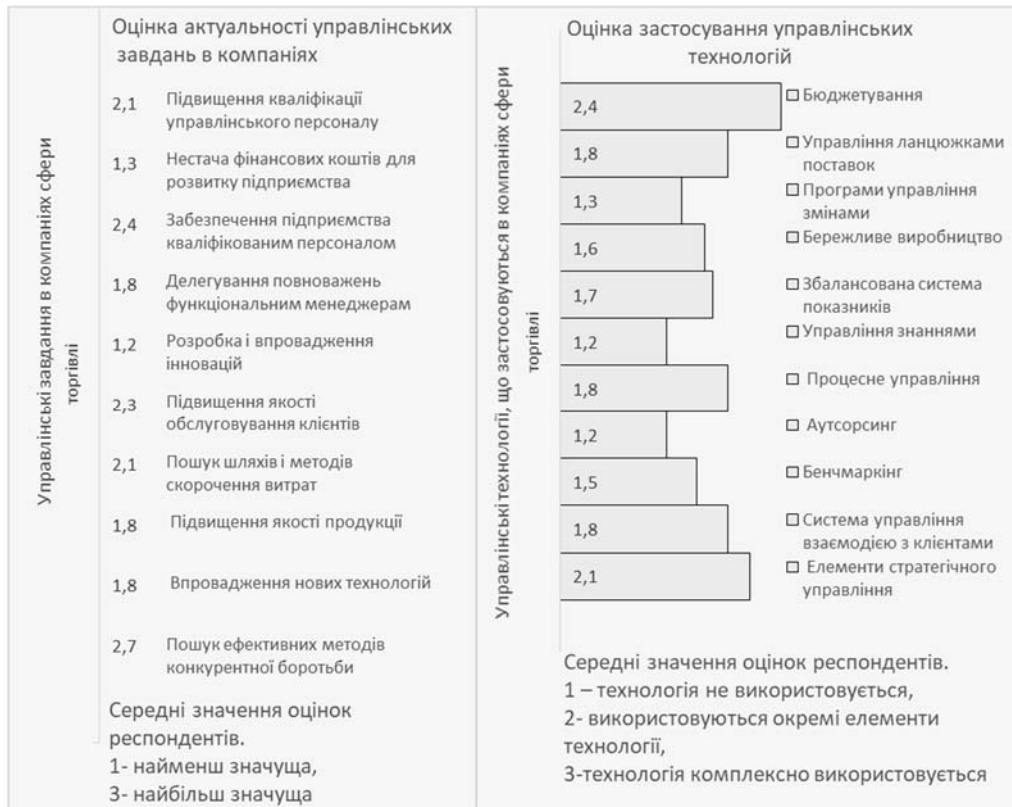 Управлінські завдання в компаніях сфери
торгівлі
Оцінка актуальності управлінських
завдань в компаніях
2,1 Підвищення кваліфікації
управлінського персоналу
1,3 Нестача фінансових коштів для
розвитку підприємства
2,4 Забезпечення підприємства
кваліфікованим персоналом
1,8 Делегування повноважень
функціональним менеджерам
1,2 Розробка і впровадження
інновацій
2,3 Підвищення якості
обслуговування клієнтів
2,1 Пошук шляхів і методів
скорочення витрат
1,8 Підвищення якості продукції
1,8 Впровадження нових технологій
2,7 Пошук ефективних методів
конкурентної боротьби
Середні значення оцінок
респондентів.
1- найменш значуща,
3- найбільш значуща
Управлінські технології, що застосовуються в компаніях сфери
торгівлі
Оцінка застосування управлінських
технологій
2,4 Бюджетування
1,8 Управління ланцюжками
поставок
1,3 Програми управління
змінами
1,6 Бережливе виробництво
1,7 Збалансована система
показників
1,2 Управління знаннями
1,8 Процесне управління
1,2 Аутсорсинг
1,5 Бенчмаркінг
1,8 Система управління
взаємодією з клієнтами
2,1 Елементи стратегічного
управління
Середні значення оцінок респондентів.
1 – технологія не використовується,
2- використовуються окремі елементи
технології,
3-технологія комплексно використовується